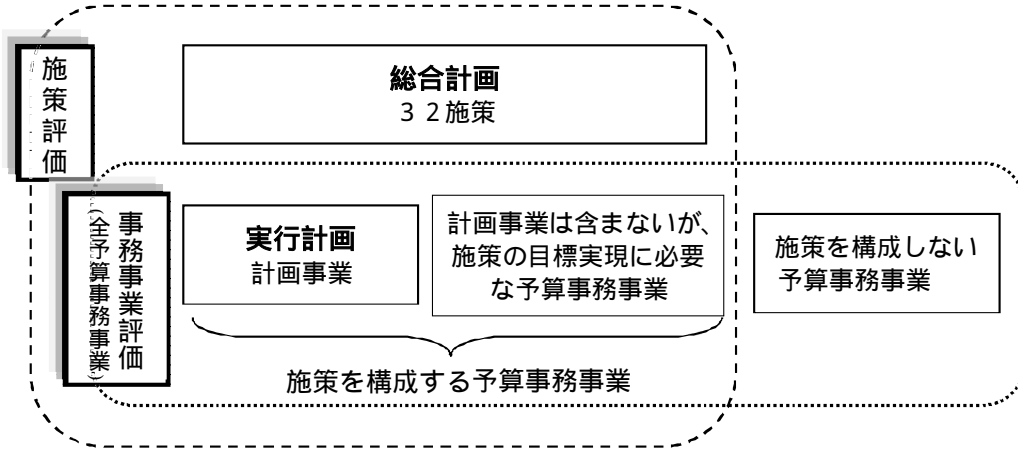 施策評価
総合計画
３２施策
事務事業評価
(全予算事務事業)
実行計画
計画事業
計画事業は含まないが、
施策の目標実現に必要
な予算事務事業
施策を構成しない
予算事務事業
施策を構成する予算事務事業